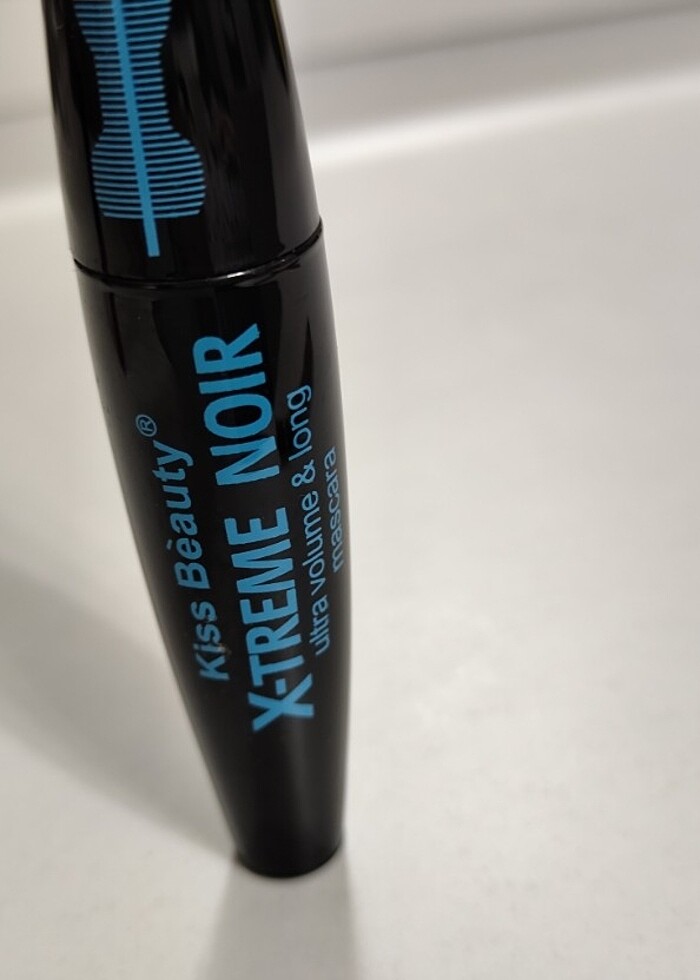 Kiss Bèauty®
X-TREME NOIR
ultra volume & long
mascara